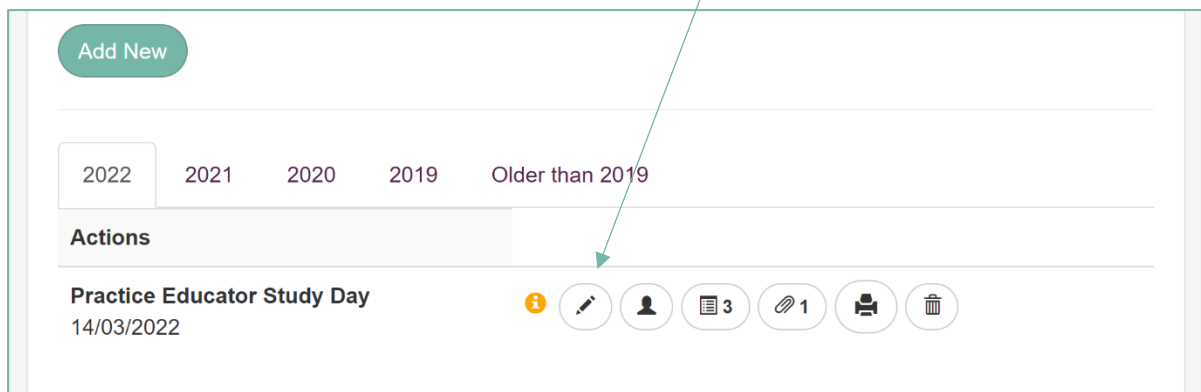 Add New
2022 2021 2020 2019 Older than 2019
Actions
Practice Educator Study Day
14/03/2022
3 1